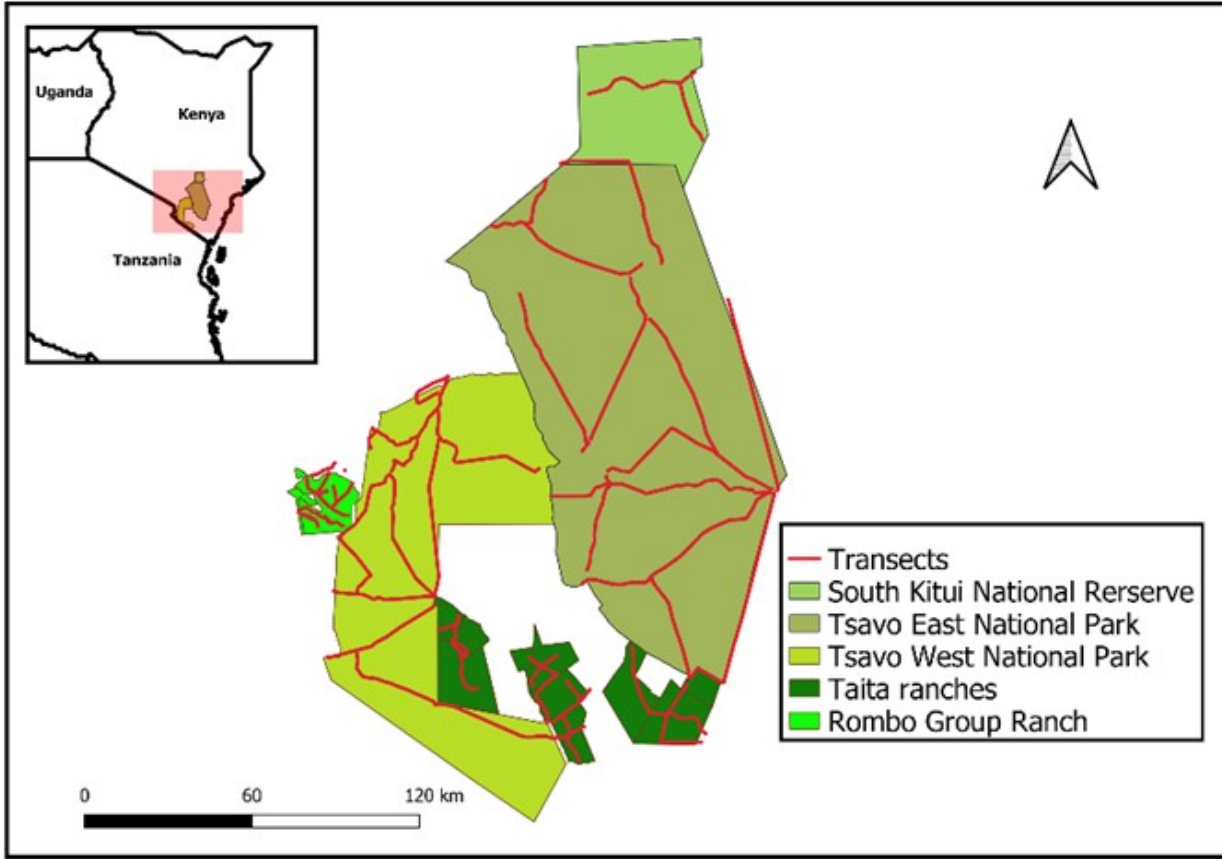 Uganda
Kenya
Tanzania
Transects
South Kitui National Rerserve
Tsavo East National Park
Tsavo West National Park
Taita ranches
Rombo Group Ranch
0 60 120 km